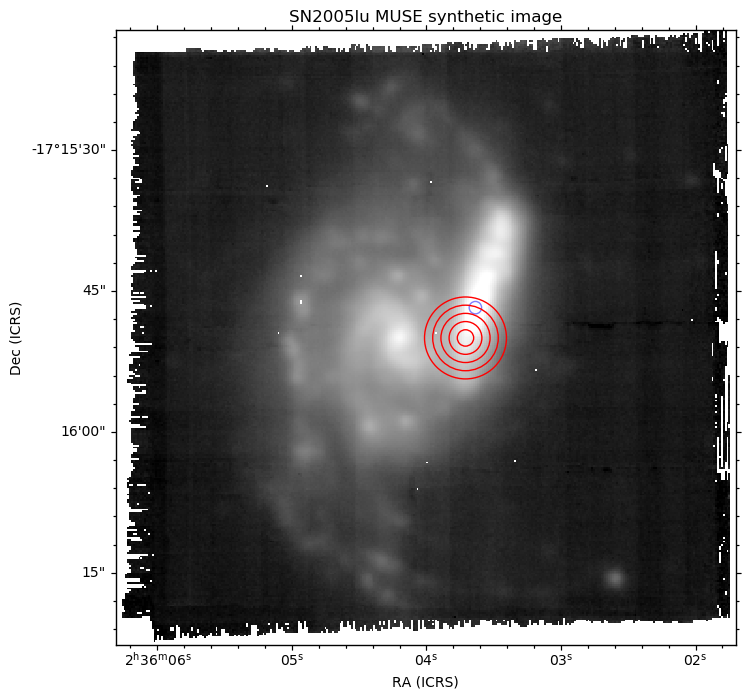 SN2005lu MUSE synthetic image
Dec (ICRS)
-17°15'30"
45"
16'00"
15"
2ʰ36ᵐ06ˢ 05ˢ 04ˢ 03ˢ 02ˢ
RA (ICRS)